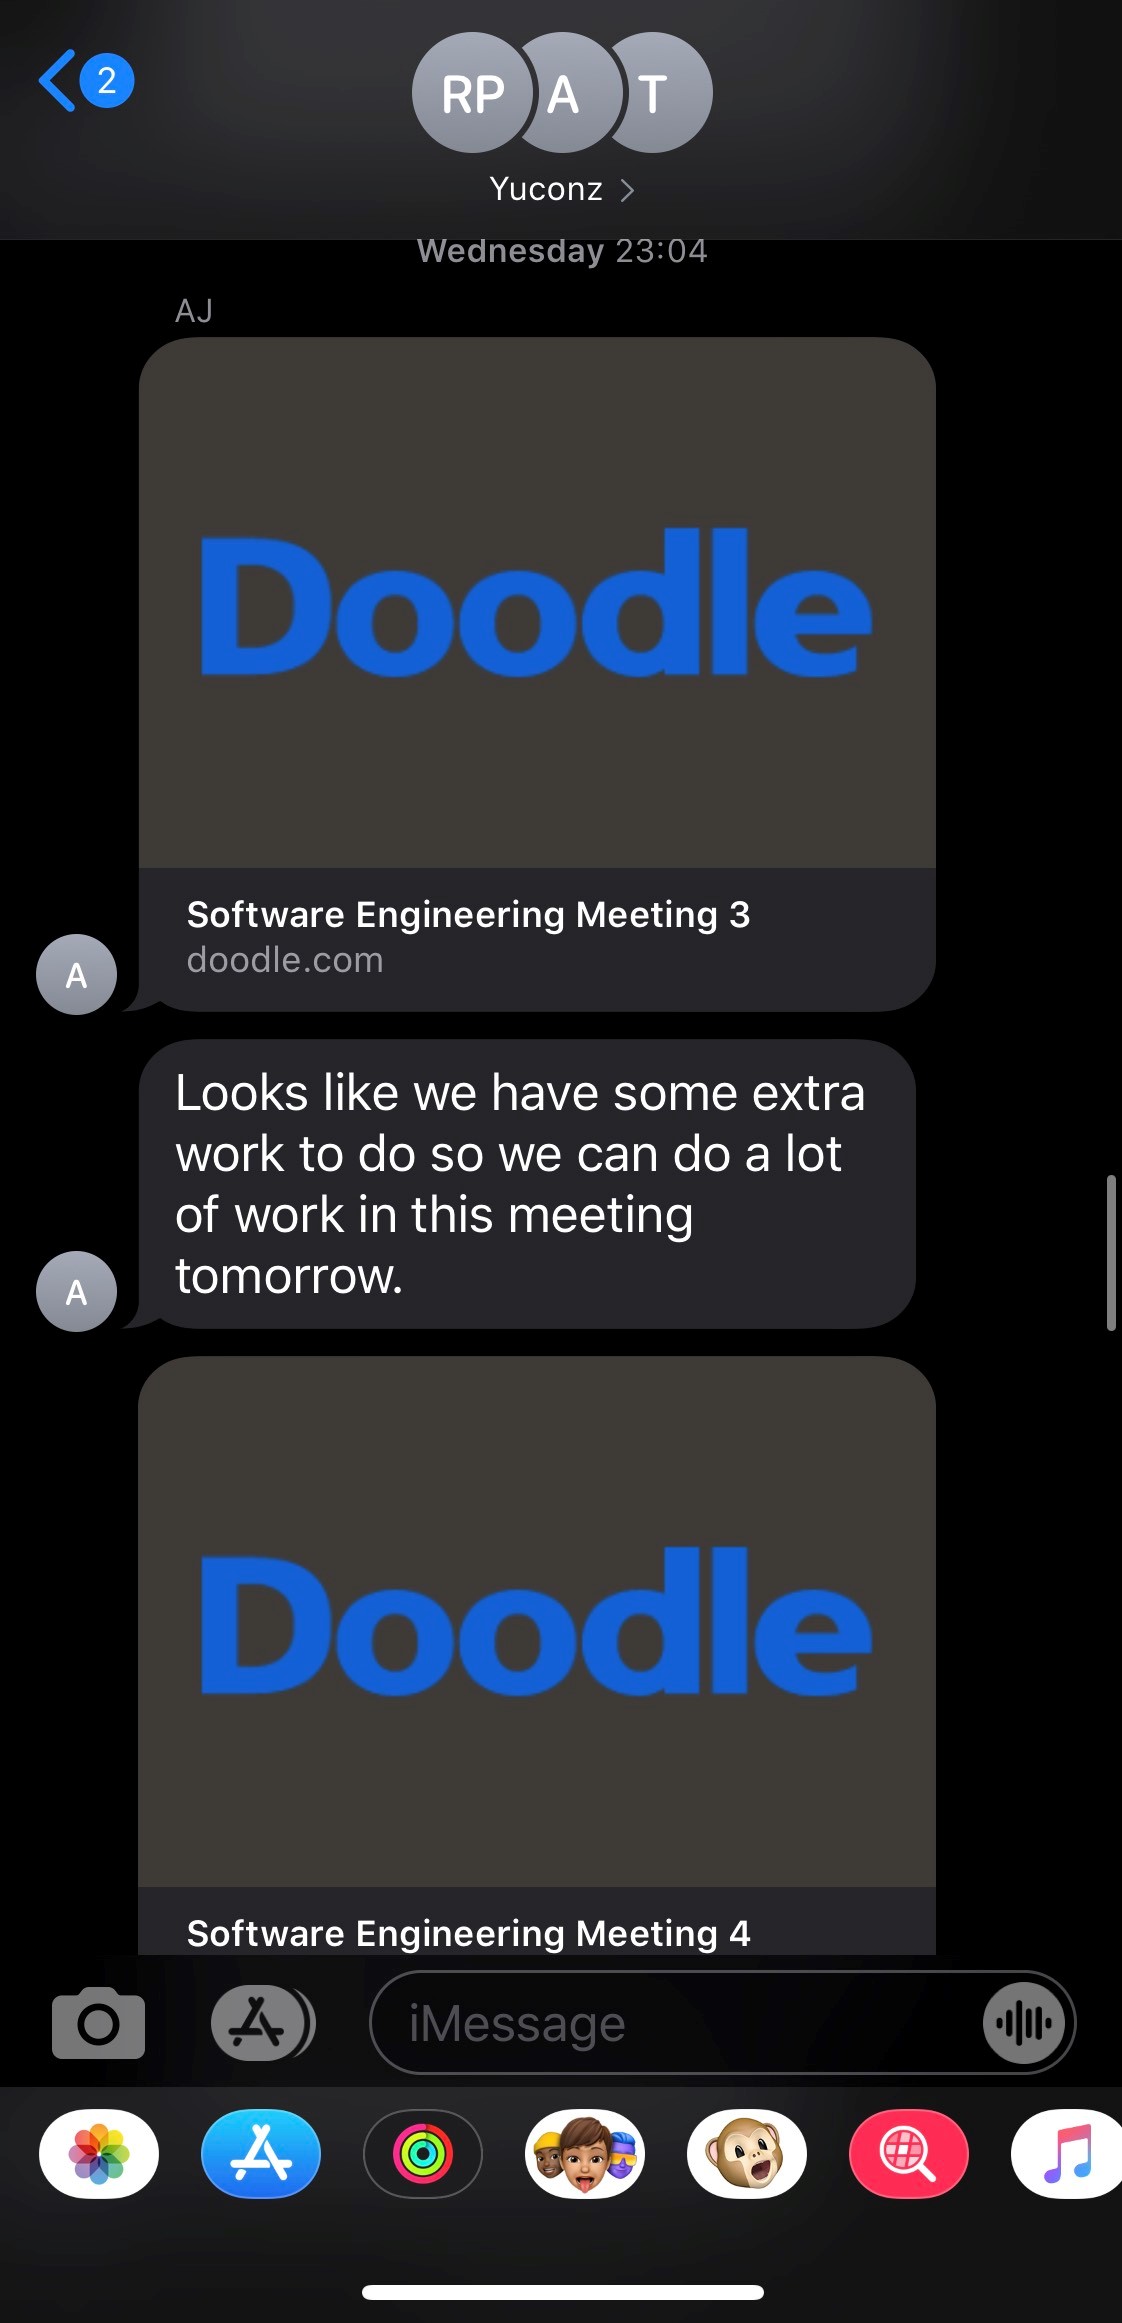 2
RP A T
Yuconz
Wednesday 23:04
AJ
Doodle
Software Engineering Meeting 3
doodle.com
A
Looks like we have some extra
work to do so we can do a lot
of work in this meeting
tomorrow.
A
Doodle
Software Engineering Meeting 4
iMessage